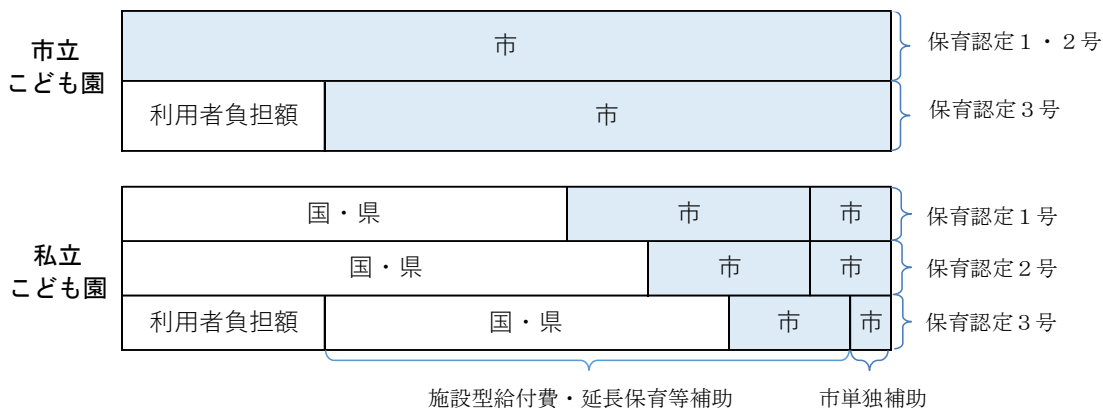 市
保育認定１・２号
市立
こども園
利用者負担額
市
保育認定３号
国・県
市
市
保育認定１号
私立
こども園
国・県
市
市
保育認定２号
利用者負担額
国・県
市
市
保育認定３号
施設型給付費・延長保育等補助
市単独補助